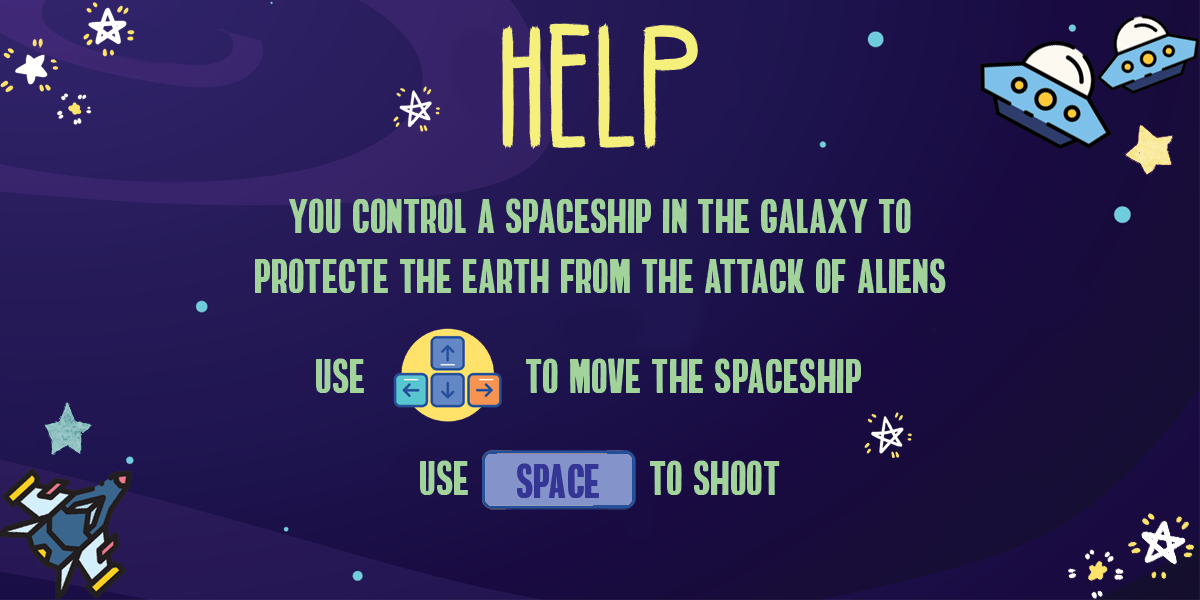 HELP
YOU CONTROL A SPACESHIP IN THE GALAXY TO
PROTECTE THE EARTH FROM THE ATTACK OF ALIENS
USE ↑ ← ↓ → TO MOVE THE SPACESHIP
USE SPACE TO SHOOT